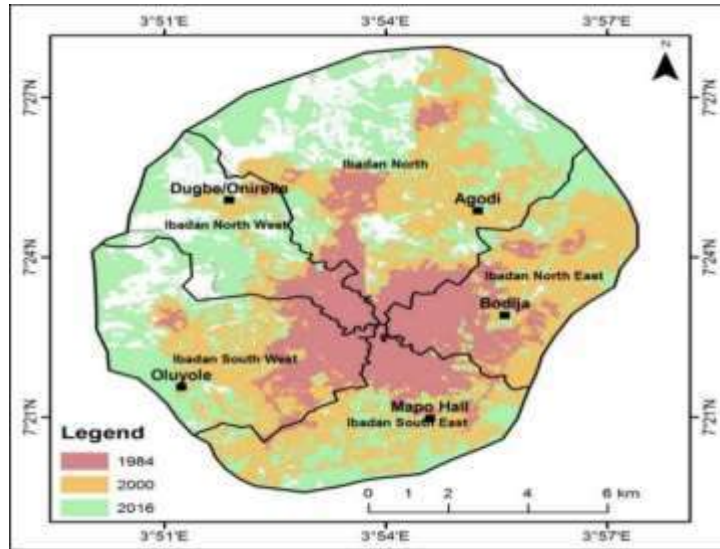 3°51'E 3°54'E 3°57'E
N
7°27'N 7°27'N
Ibadan North
Dugbe/Onireke
Agodi
Ibadan North West
7°24'N 7°24'N
Ibadan North East
Bodija
Ibadan South West
Oluyole
Mapo Hall
Ibadan South East
7°21'N 7°21'N
Legend
1984
2000
2016
0 1 2 4 6 km
3°51'E 3°54'E 3°57'E